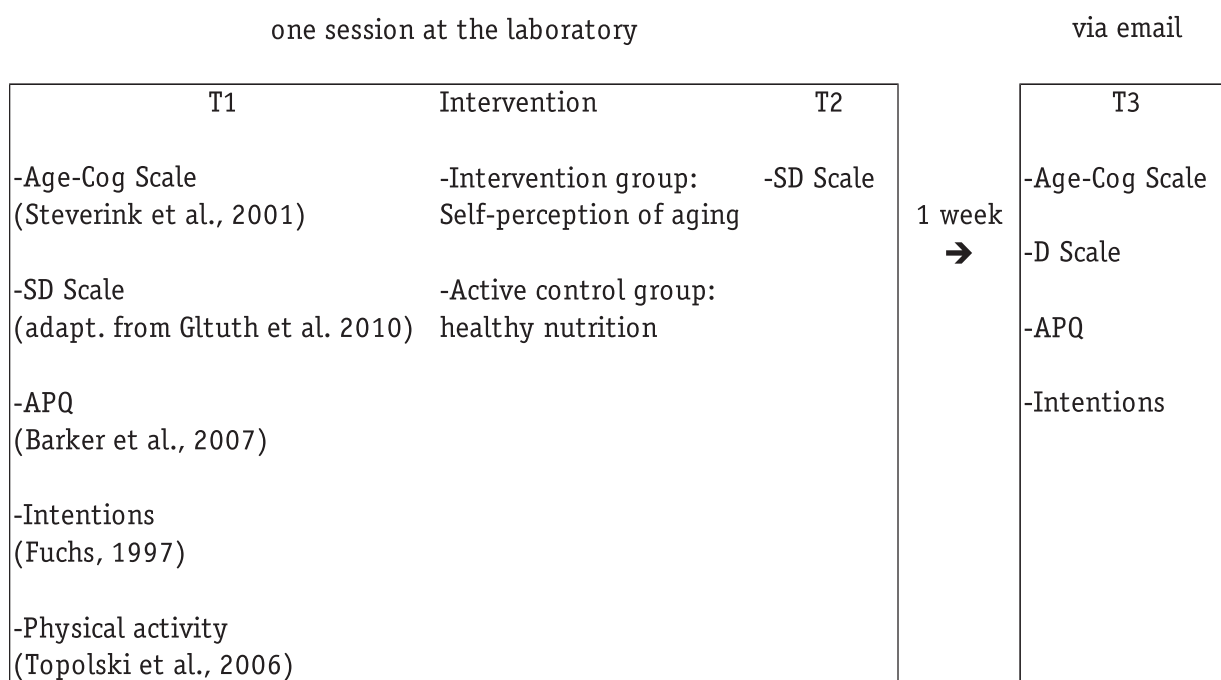 one session at the laboratory
via email
T1
Intervention
T2
T3
-Age-Cog Scale
(Steverink et al., 2001)
-SD Scale
(adapt. from Gltuth et al. 2010)
-APQ
(Barker et al., 2007)
-Intentions
(Fuchs, 1997)
-Physical activity
(Topolski et al., 2006)
-Intervention group:
Self-perception of aging
-Active control group:
healthy nutrition
-SD Scale
1 week
➔
-Age-Cog Scale
-D Scale
-APQ
-Intentions